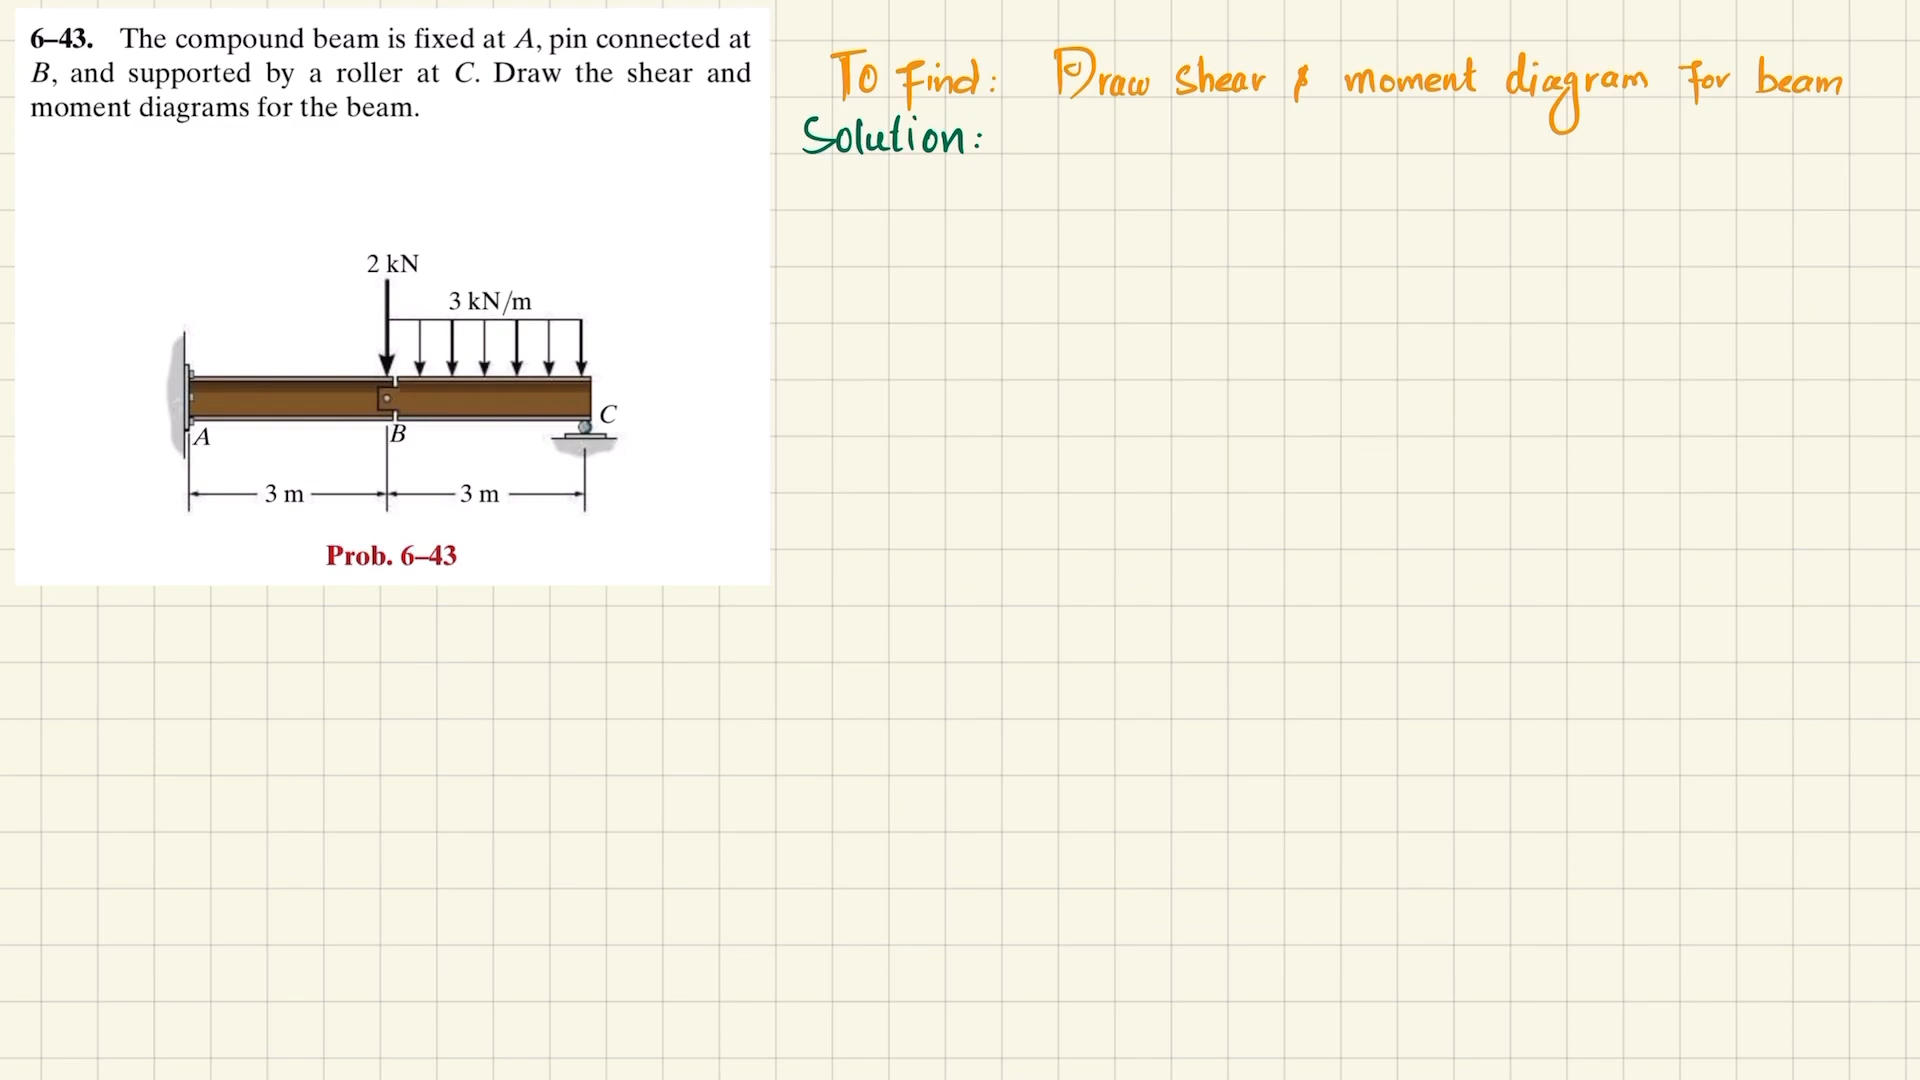 6–43. The compound beam is fixed at A, pin connected at
B, and supported by a roller at C. Draw the shear and
moment diagrams for the beam.
To Find: Draw shear & moment diagram for beam
Solution:
2 kN
3 kN/m
A
B
C
3 m
3 m
Prob. 6–43